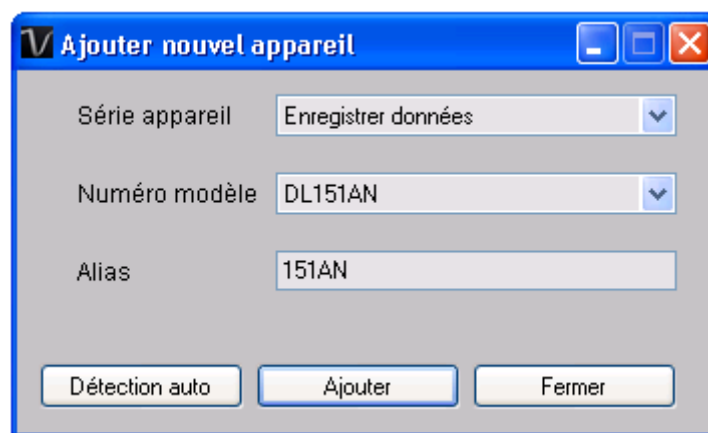 Ajouter nouvel appareil
Série appareil Enregistrer données
Numéro modèle DL151AN
Alias 151AN
Détection auto Ajouter Fermer